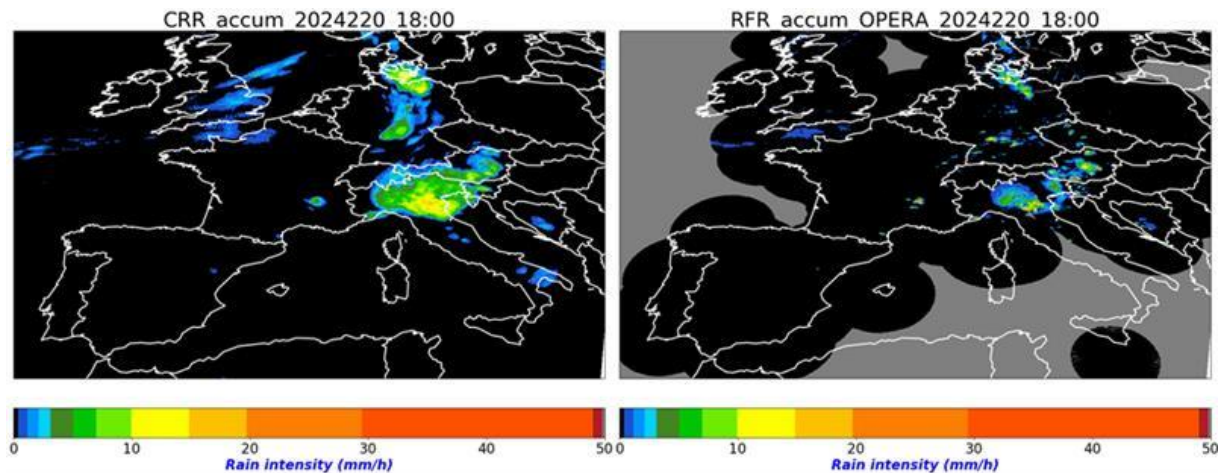 CRR_accum_2024220_18:00
RFR_accum_OPERA_2024220_18:00
0 10 20 30 40 50
Rain intensity (mm/h)
0 10 20 30 40 50
Rain intensity (mm/h)